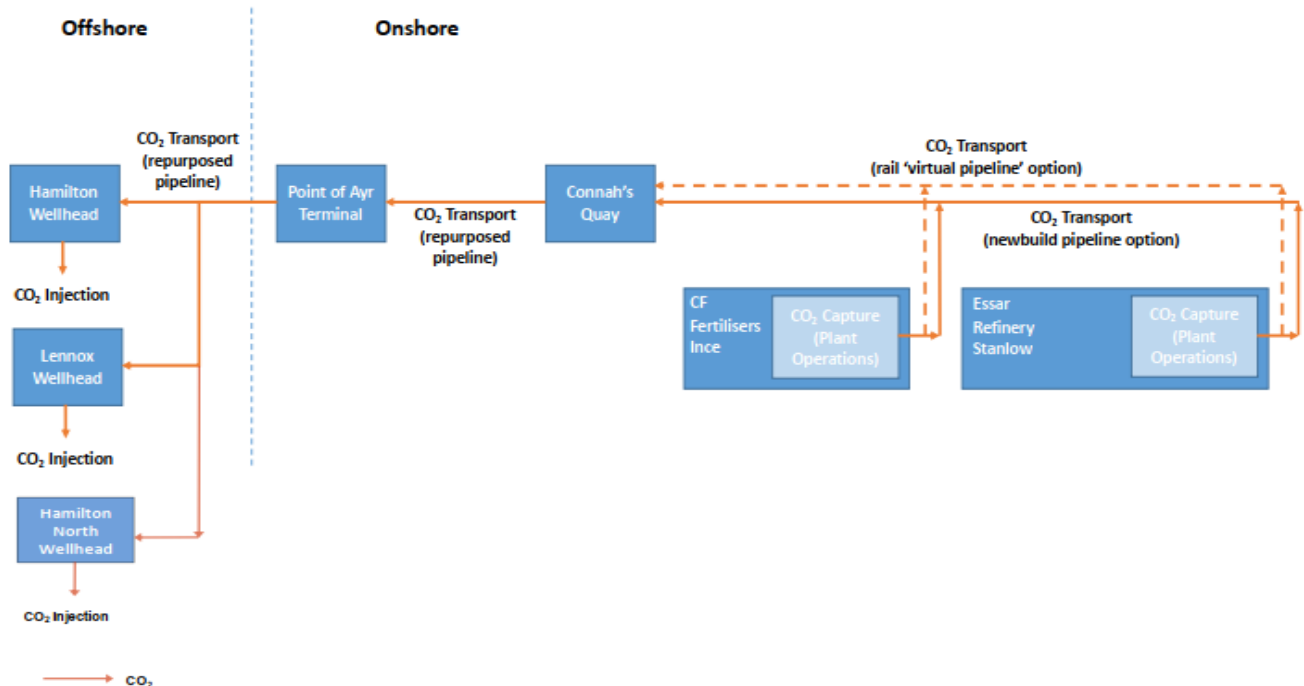 Offshore
Onshore
CO₂ Transport
(repurposed
pipeline)
CO₂ Transport
(rail ‘virtual pipeline’ option)
Hamilton
Wellhead
Point of Ayr
Terminal
Connah’s
Quay
CO₂ Transport
(repurposed
pipeline)
CO₂ Transport
(newbuild pipeline option)
CO₂ Injection
CF
Fertilisers
Ince
CO₂ Capture
(Plant
Operations)
Essar
Refinery
Stanlow
CO₂ Capture
(Plant
Operations)
Lennox
Wellhead
CO₂ Injection
Hamilton
North
Wellhead
CO₂ Injection
CO₂